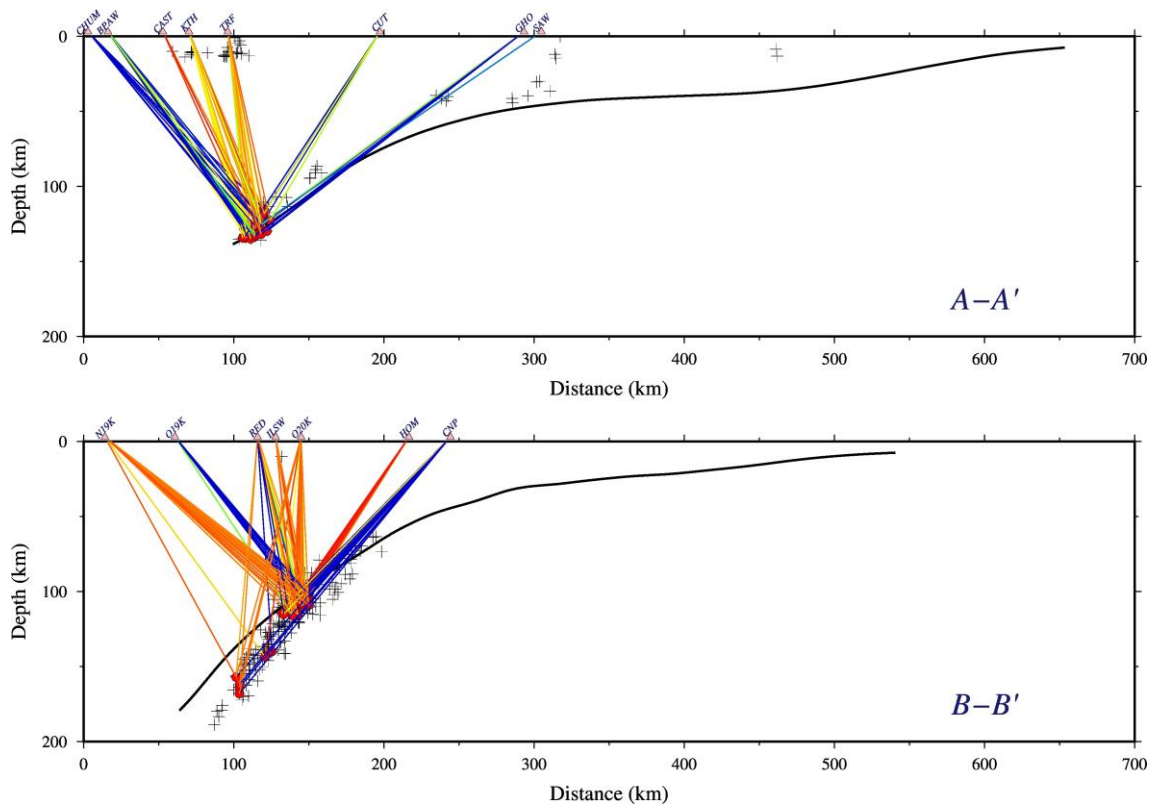 CHUM BPAW CAST KTH TRF CUT GHO SAW
0
100
200
Depth (km)
A−A′
0 100 200 300 400 500 600 700
Distance (km)
N19K O19K RED ILSW O20K HOM CNP
0
100
200
Depth (km)
B−B′
0 100 200 300 400 500 600 700
Distance (km)